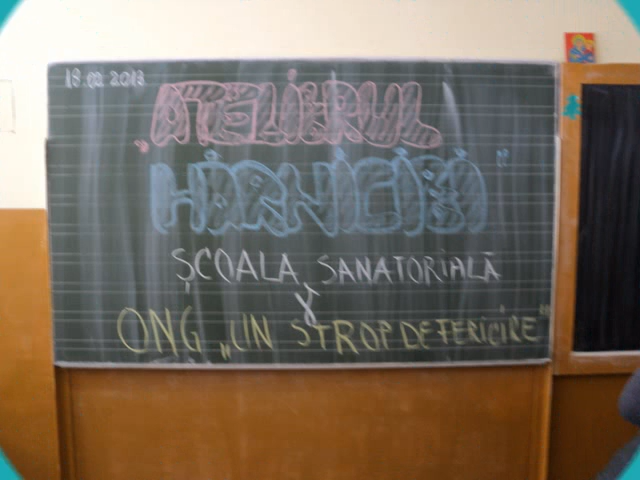 18.02.2013
„ATELIERUL
HĂRNICIEI"
ȘCOALA SANATORIALĂ
&
ONG „UN STROP DE FERICIRE"